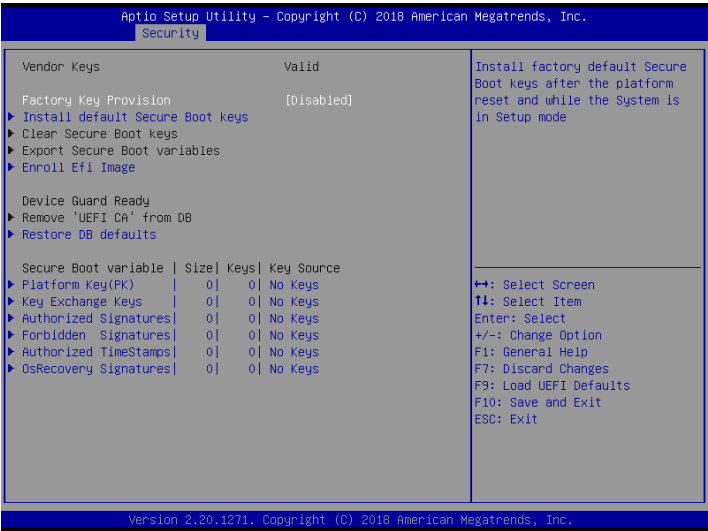 Aptio Setup Utility – Copyright (C) 2018 American Megatrends, Inc.
Security
Vendor Keys Valid
Factory Key Provision [Disabled]
Install default Secure Boot keys
Clear Secure Boot keys
Export Secure Boot variables
Enroll Efi Image
Device Guard Ready
Remove 'UEFI CA' from DB
Restore DB defaults
Secure Boot variable | Size| Keys| Key Source
Platform Key(PK) | 0| 0| No Keys
Key Exchange Keys | 0| 0| No Keys
Authorized Signatures| 0| 0| No Keys
Forbidden Signatures| 0| 0| No Keys
Authorized TimeStamps| 0| 0| No Keys
OsRecovery Signatures| 0| 0| No Keys
Install factory default Secure
Boot keys after the platform
reset and while the System is
in Setup mode
↔: Select Screen
↑↓: Select Item
Enter: Select
+/-: Change Option
F1: General Help
F7: Discard Changes
F9: Load UEFI Defaults
F10: Save and Exit
ESC: Exit
Version 2.20.1271. Copyright (C) 2018 American Megatrends, Inc.